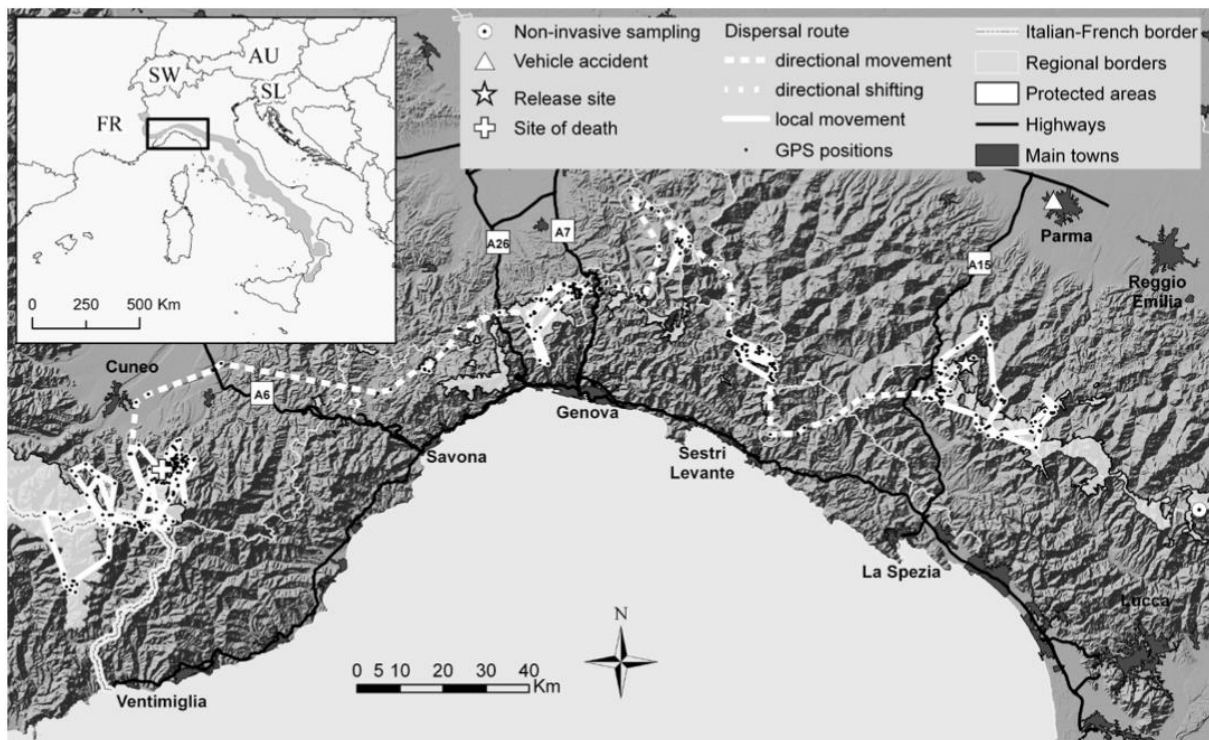 AU
SW
SL
FR
0 250 500 Km
Non-invasive sampling
Vehicle accident
Release site
Site of death
Dispersal route
directional movement
directional shifting
local movement
GPS positions
Italian-French border
Regional borders
Protected areas
Highways
Main towns
A26
A7
A15
Parma
Reggio
Emilia
Cuneo
A6
Genova
Savona
Sestri
Levante
La Spezia
Lucca
N
0 5 10 20 30 40
Km
Ventimiglia